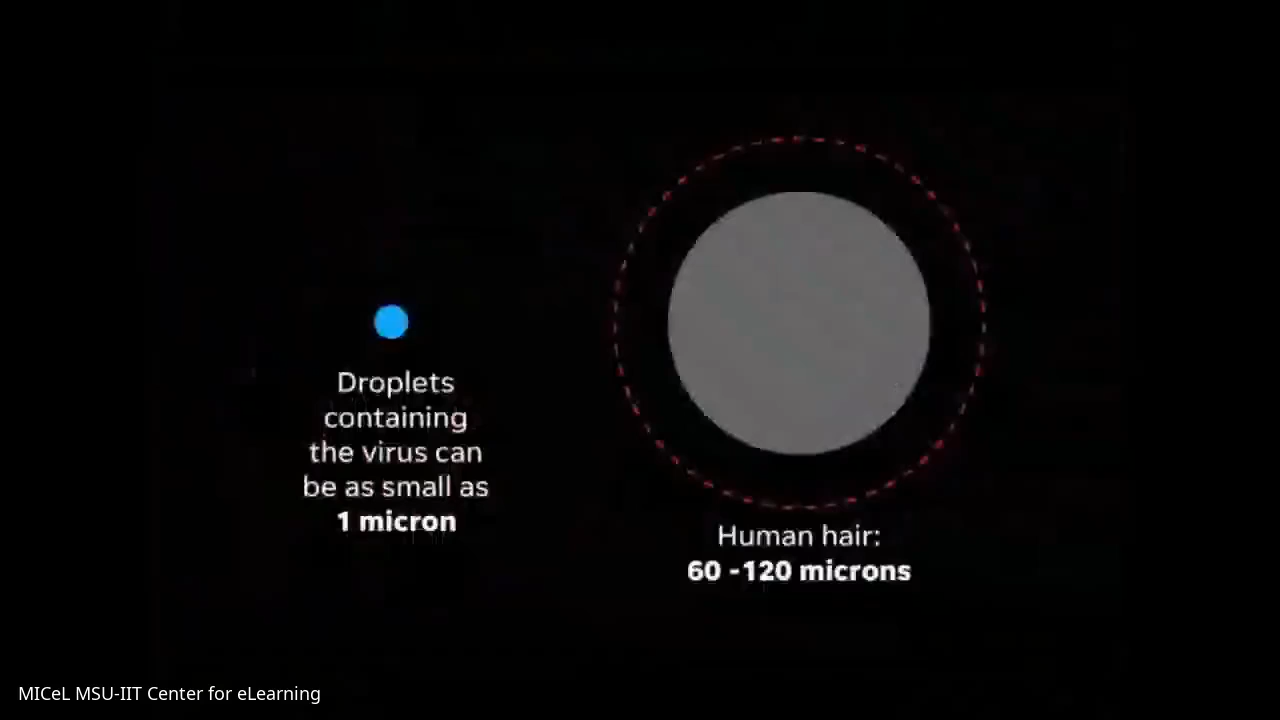 Droplets
containing
the virus can
be as small as
1 micron
Human hair:
60 -120 microns
MICeL MSU-IIT Center for eLearning